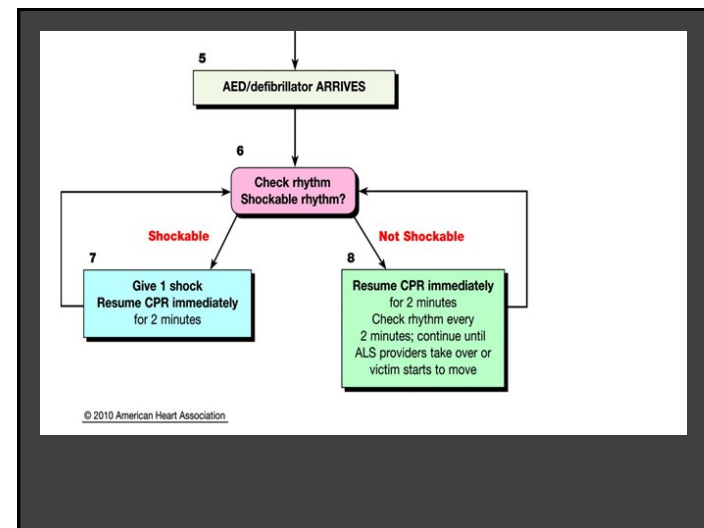 5
AED/defibrillator ARRIVES
6
Check rhythm
Shockable rhythm?
Shockable
Not Shockable
7
Give 1 shock
Resume CPR immediately
for 2 minutes
8
Resume CPR immediately
for 2 minutes
Check rhythm every
2 minutes; continue until
ALS providers take over or
victim starts to move
© 2010 American Heart Association